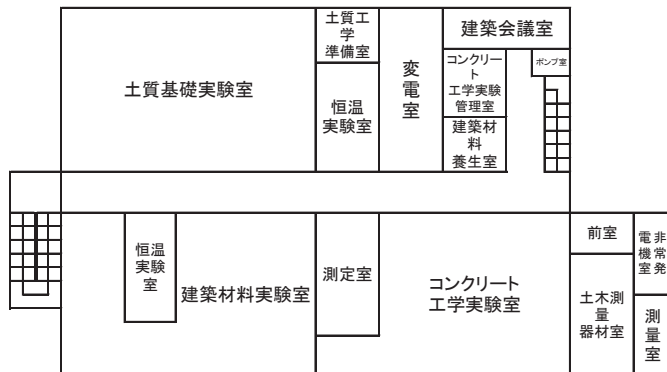 土質基礎実験室
土質工
学
準備室
恒温
実験室
変
電
室
建築会議室
コンクリー
ト
工学実験
管理室
ポンプ室
建築材
料
養生室
恒温
実験
室
建築材料実験室
測定室
コンクリート
工学実験室
前室
非常発
電機室
土木測
量
器材室
測
量
室